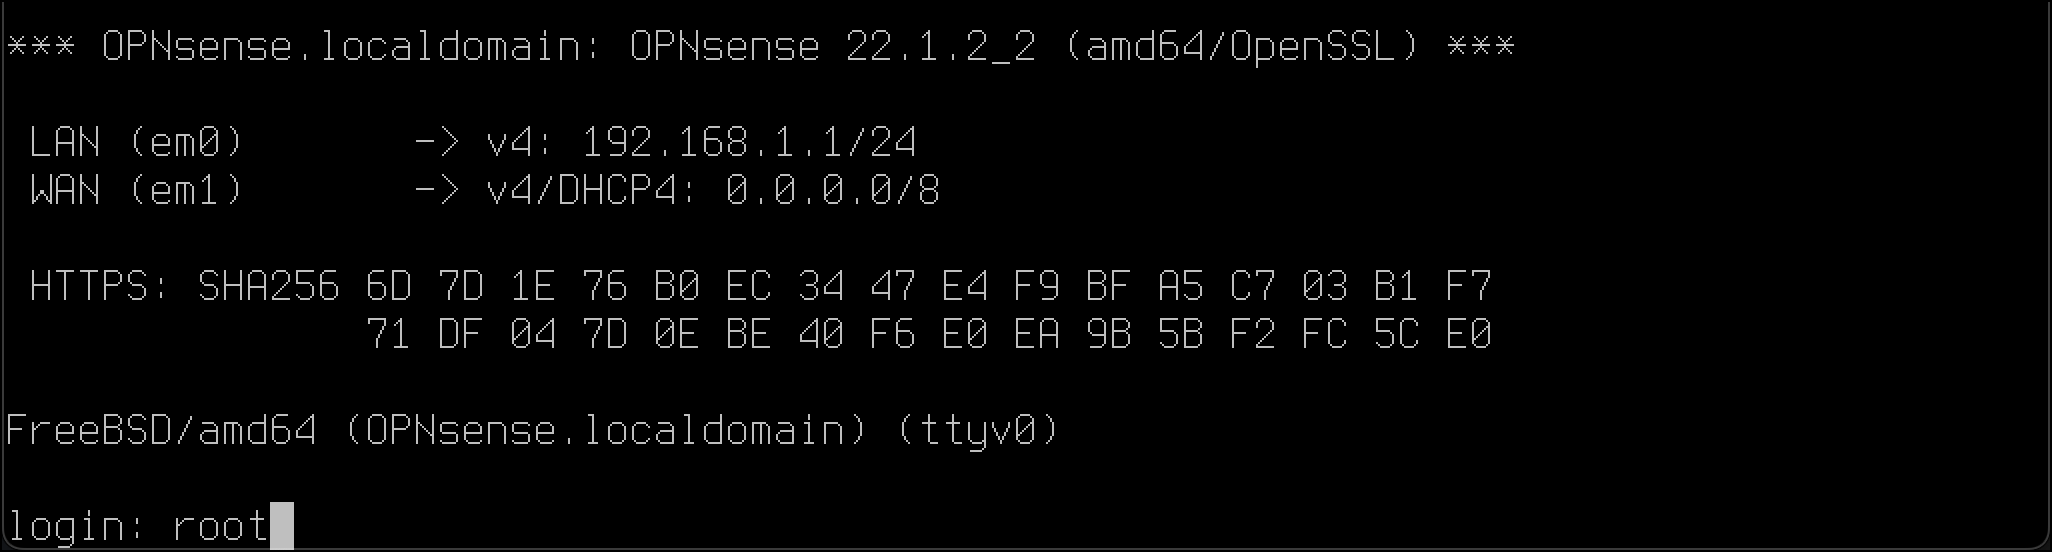 *** OPNsense.localdomain: OPNsense 22.1.2_2 (amd64/OpenSSL) ***
LAN (em0) -> v4: 192.168.1.1/24
WAN (em1) -> v4/DHCP4: 0.0.0.0/8
HTTPS: SHA256 6D 7D 1E 76 B0 EC 34 47 E4 F9 BF A5 C7 03 B1 F7
71 DF 04 7D 0E BE 40 F6 E0 EA 9B 5B F2 FC 5C E0
FreeBSD/amd64 (OPNsense.localdomain) (ttyv0)
login: root